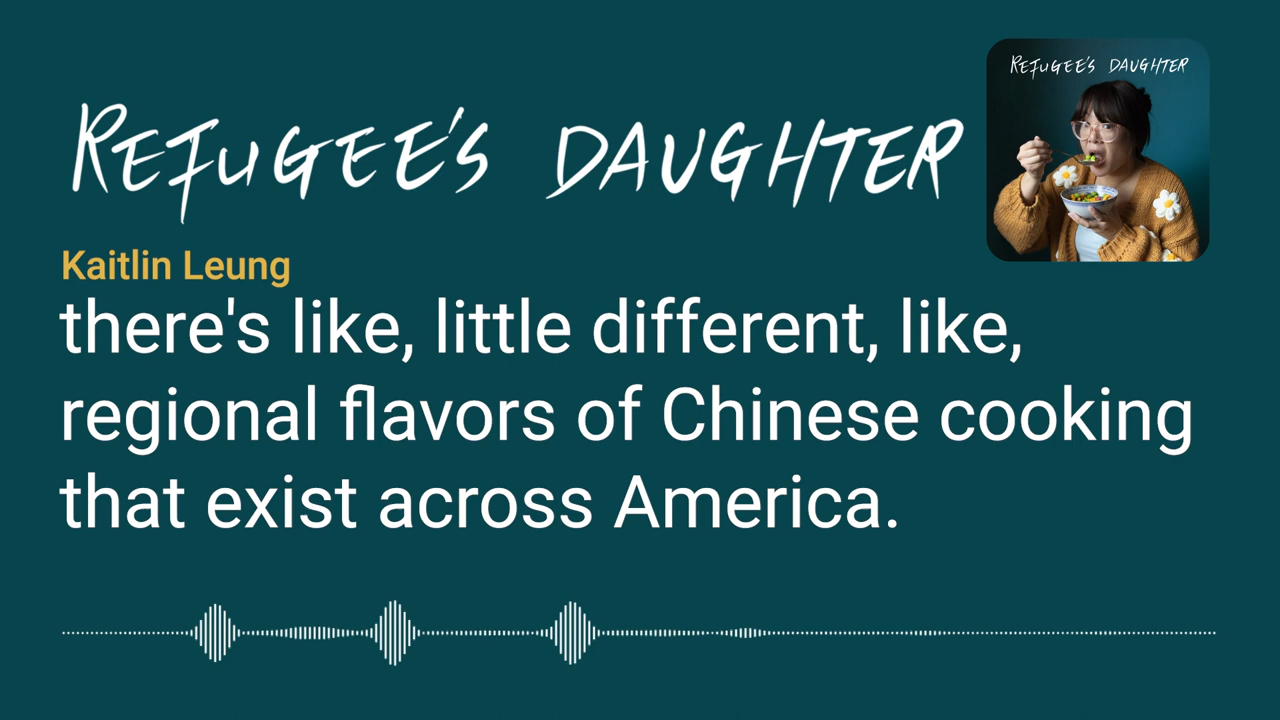 REFUGEE'S DAUGHTER
REFUGEE'S DAUGHTER
Kaitlin Leung
there's like, little different, like,
regional flavors of Chinese cooking
that exist across America.